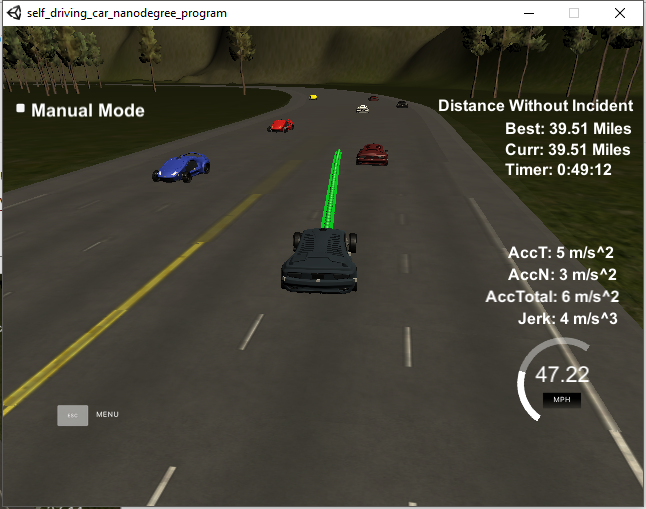 self_driving_car_nanodegree_program
Manual Mode
Distance Without Incident
Best: 39.51 Miles
Curr: 39.51 Miles
Timer: 0:49:12
AccT: 5 m/s^2
AccN: 3 m/s^2
AccTotal: 6 m/s^2
Jerk: 4 m/s^3
47.22
MPH
ESC MENU